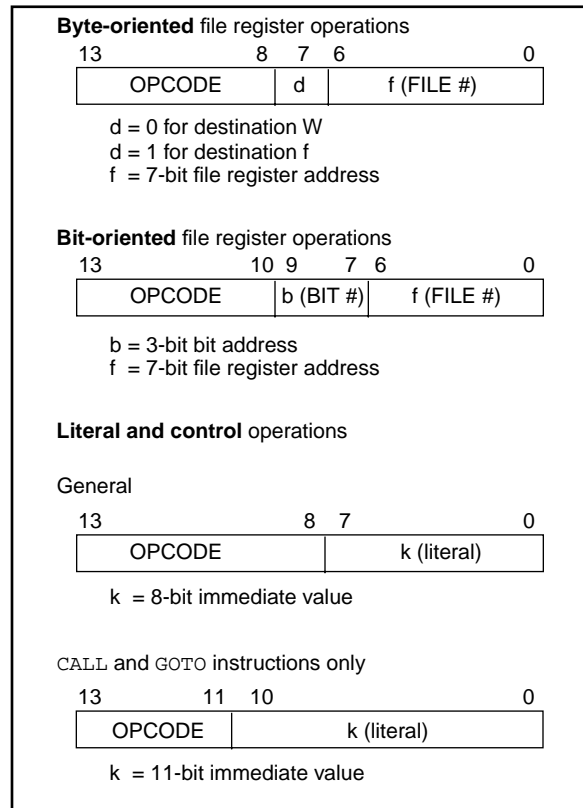 Byte-oriented file register operations
13 8 7 6 0
OPCODE d f (FILE #)
d = 0 for destination W
d = 1 for destination f
f = 7-bit file register address
Bit-oriented file register operations
13 10 9 7 6 0
OPCODE b (BIT #) f (FILE #)
b = 3-bit bit address
f = 7-bit file register address
Literal and control operations
General
13 8 7 0
OPCODE k (literal)
k = 8-bit immediate value
CALL and GOTO instructions only
13 11 10 0
OPCODE k (literal)
k = 11-bit immediate value